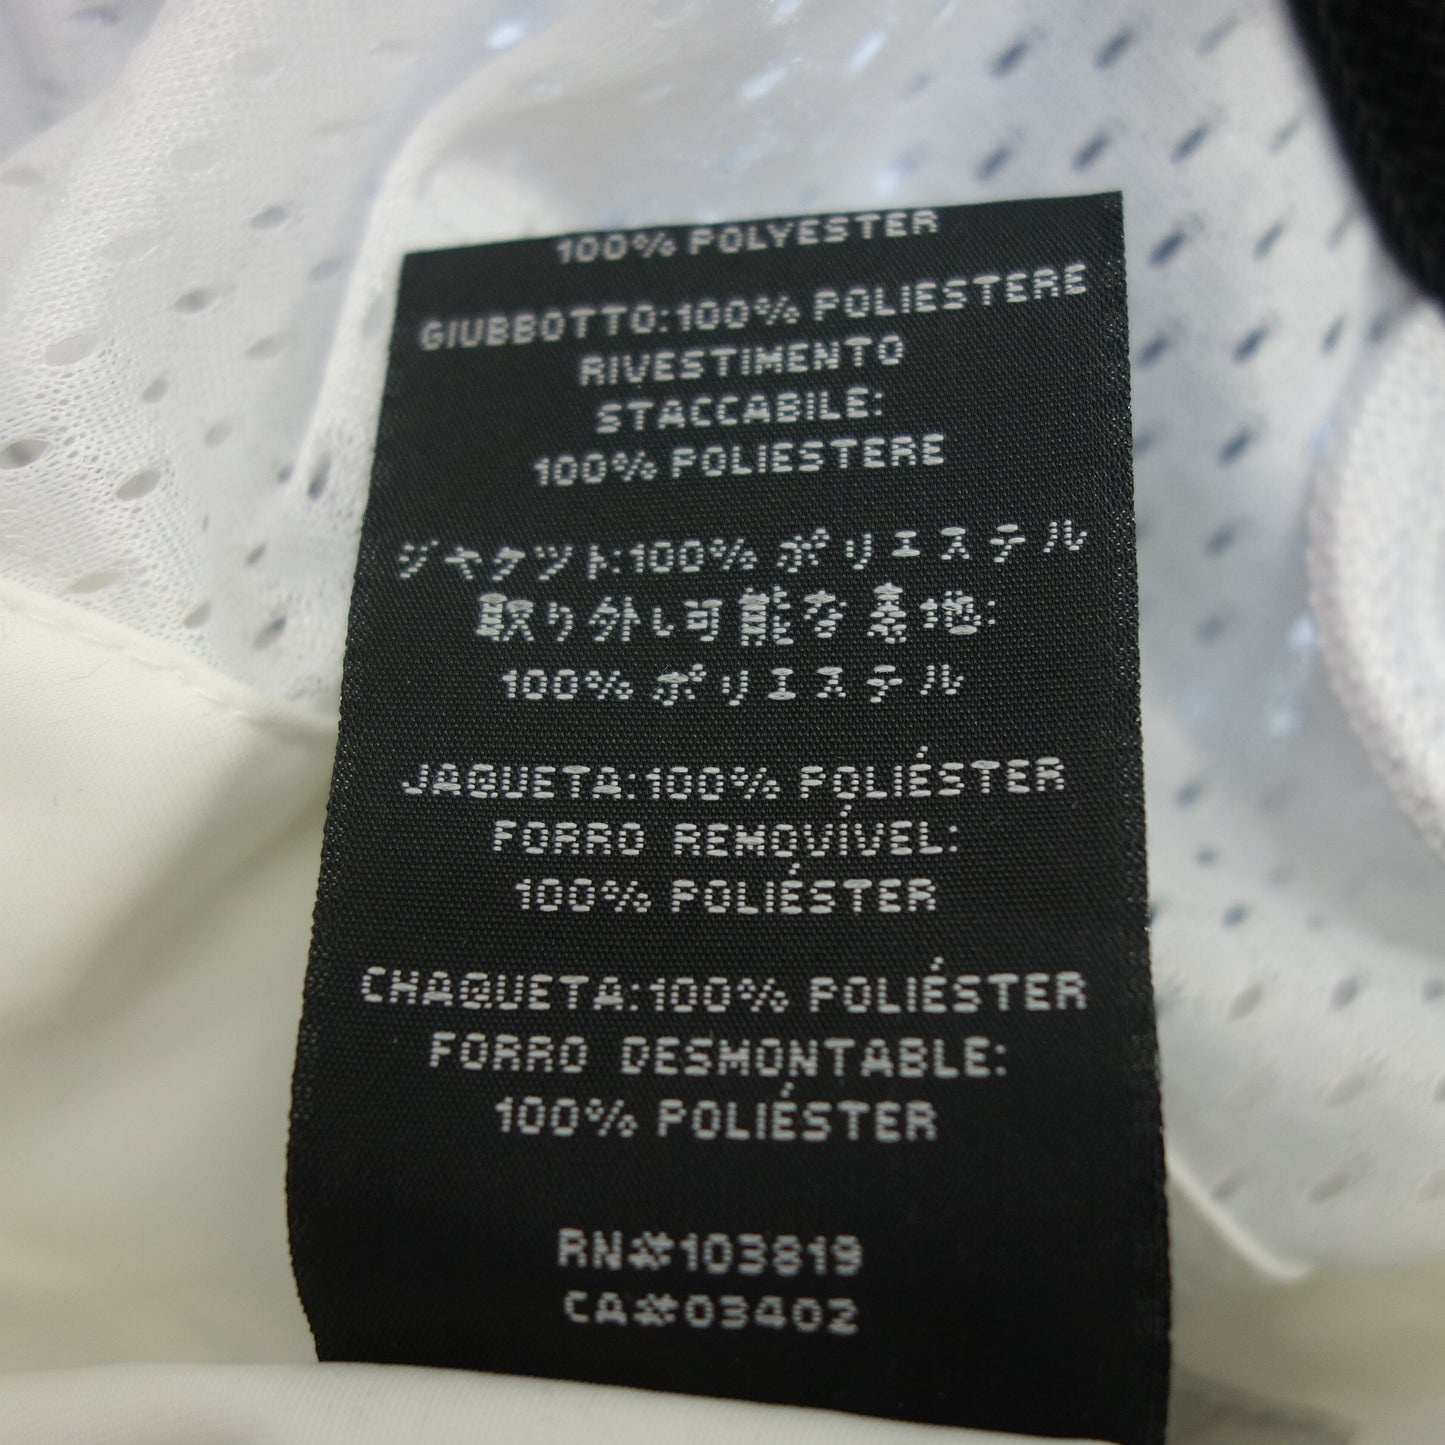 100% POLYESTER
GIUBBOTTO:100% POLIESTERE
RIVESTIMENTO
STACCABILE:
100% POLIESTERE
ジャケット:100% ポリエステル
取り外し可能な裏地:
100% ポリエステル
JAQUETA:100% POLIÉSTER
FORRO REMOVÍVEL:
100% POLIÉSTER
CHAQUETA:100% POLIÉSTER
FORRO DESMONTABLE:
100% POLIÉSTER
RN#103819
CA#03402